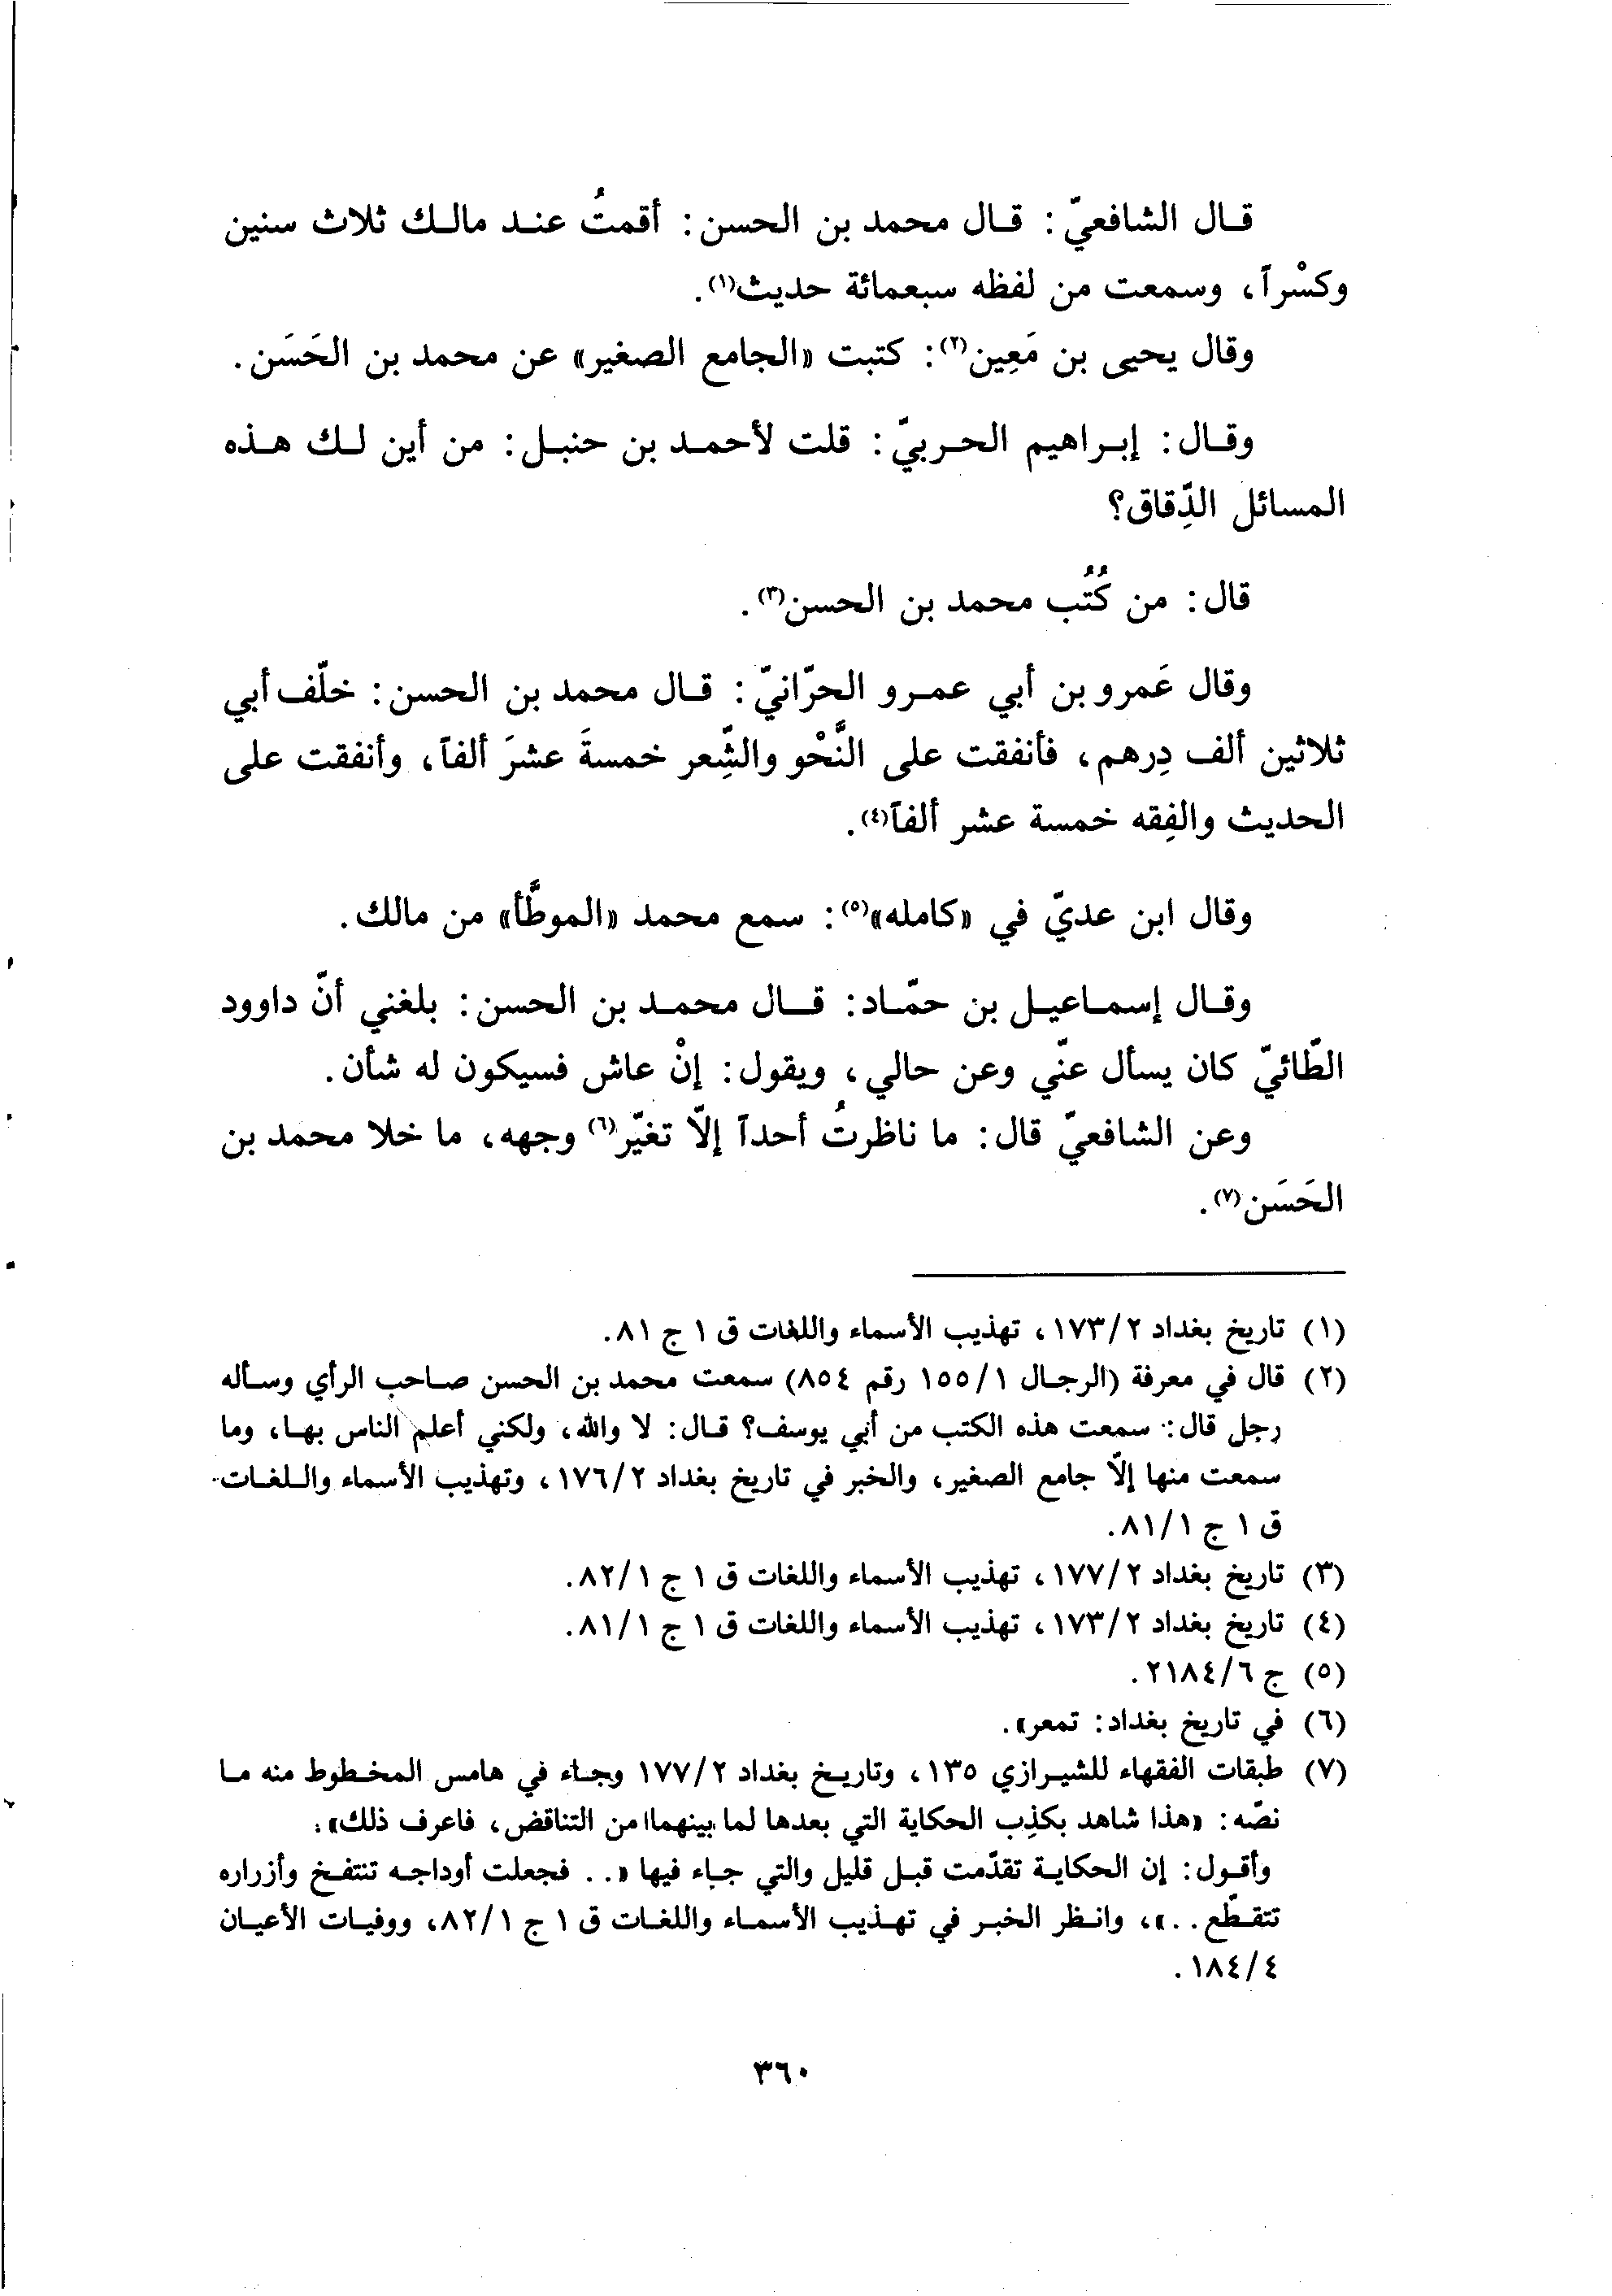 قال الشافعيّ: قال محمد بن الحسن: أقمتُ عند مالك ثلاث سنين
وكسْراً، وسمعت من لفظه سبعمائة حديث(١).
وقال يحيى بن مَعِين(٢): كتبت «الجامع الصغير» عن محمد بن الحَسَن.
وقال: إبراهيم الحربيّ: قلت لأحمد بن حنبل: من أين لك هذه
المسائل الدِّقاق؟
قال: من كُتُب محمد بن الحسن(٣).
وقال عَمرو بن أبي عمرو الحرّانيّ: قال محمد بن الحسن: خلّف أبي
ثلاثين ألف دِرهم، فأنفقت على النَّحْو والشِّعر خمسةَ عشرَ ألفاً، وأنفقت على
الحديث والفِقه خمسة عشر ألفاً(٤).
وقال ابن عديّ في «كامله»(٥): سمع محمد «الموطَّأ» من مالك.
وقال إسماعيل بن حمّاد: قال محمد بن الحسن: بلغني أنّ داوود
الطّائيّ كان يسأل عنّي وعن حالي، ويقول: إنْ عاش فسيكون له شأن.
وعن الشافعيّ قال: ما ناظرتُ أحداً إلّا تغيّر(٦) وجهه، ما خلا محمد بن
الحَسَن(٧).
(١) تاريخ بغداد ١٧٣/٢، تهذيب الأسماء واللغات ق ١ ج ٨١.
(٢) قال في معرفة (الرجال ١٥٥/١ رقم ٨٥٤) سمعت محمد بن الحسن صاحب الرأي وسأله
رجل قال: سمعت هذه الكتب من أبي يوسف؟ قال: لا والله، ولكني أعلم الناس بها، وما
سمعت منها إلّا جامع الصغير، والخبر في تاريخ بغداد ١٧٦/٢، وتهذيب الأسماء واللغات
ق ١ ج ٨١/١.
(٣) تاريخ بغداد ١٧٧/٢، تهذيب الأسماء واللغات ق ١ ج ٨٢/١.
(٤) تاريخ بغداد ١٧٣/٢، تهذيب الأسماء واللغات ق ١ ج ٨١/١.
(٥) ج ٢١٨٤/٦.
(٦) في تاريخ بغداد: تمعر».
(٧) طبقات الفقهاء للشيرازي ١٣٥، وتاريخ بغداد ١٧٧/٢ وجاء في هامس المخطوط منه ما
نصّه: «هذا شاهد بكذِب الحكاية التي بعدها لما بينهما من التناقض، فاعرف ذلك».
وأقول: إن الحكاية تقدّمت قبل قليل والتي جاء فيها «.. فجعلت أوداجه تنتفخ وأزراره
تتقطّع..»، وانظر الخبر في تهذيب الأسماء واللغات ق ١ ج ٨٢/١، ووفيات الأعيان
١٨٤/٤.
٣٦٠